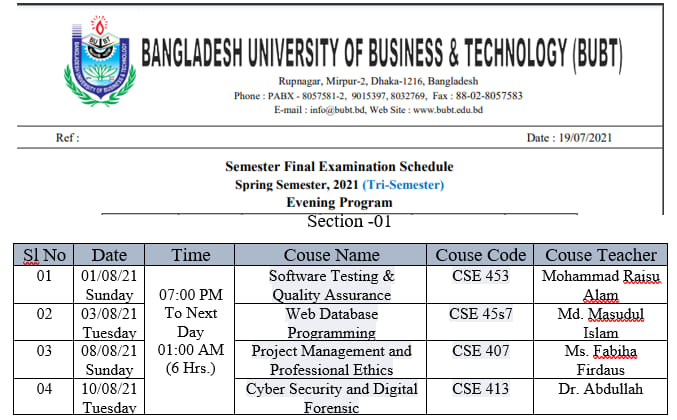 BANGLADESH UNIVERSITY OF BUSINESS & TECHNOLOGY (BUBT)
Rupnagar, Mirpur-2, Dhaka-1216, Bangladesh
Phone : PABX - 8057581-2, 9015397, 8032769, Fax : 88-02-8057583
E-mail : info@bubt.bd, Web Site : www.bubt.edu.bd
Ref :
Date : 19/07/2021
Semester Final Examination Schedule
Spring Semester, 2021 (Tri-Semester)
Evening Program
Section -01
Sl No Date Time Couse Name Couse Code Couse Teacher
01 01/08/21 Sunday 07:00 PM To Next Day 01:00 AM (6 Hrs.) Software Testing & Quality Assurance CSE 453 Mohammad Raisu Alam
02 03/08/21 Tuesday Web Database Programming CSE 45s7 Md. Masudul Islam
03 08/08/21 Sunday Project Management and Professional Ethics CSE 407 Ms. Fabiha Firdaus
04 10/08/21 Tuesday Cyber Security and Digital Forensic CSE 413 Dr. Abdullah